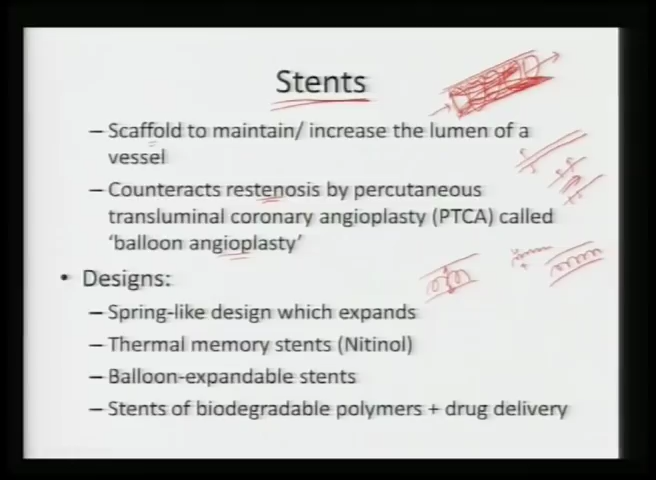 Stents
– Scaffold to maintain/ increase the lumen of a
vessel
– Counteracts restenosis by percutaneous
transluminal coronary angioplasty (PTCA) called
‘balloon angioplasty’
• Designs:
– Spring-like design which expands
– Thermal memory stents (Nitinol)
– Balloon-expandable stents
– Stents of biodegradable polymers + drug delivery